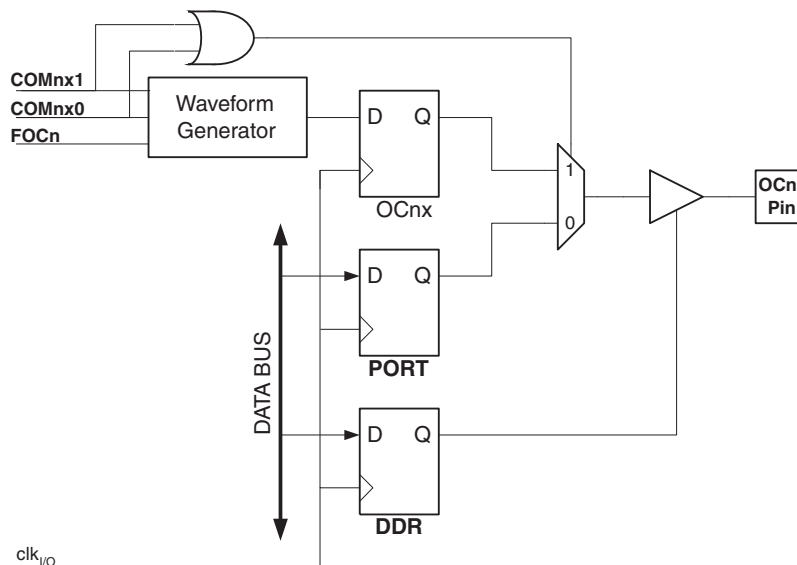 COMnx1
COMnx0
FOCn
Waveform
Generator
D Q
OCnx
1
0
OCn
Pin
DATA BUS
D Q
PORT
D Q
DDR
clkI/O